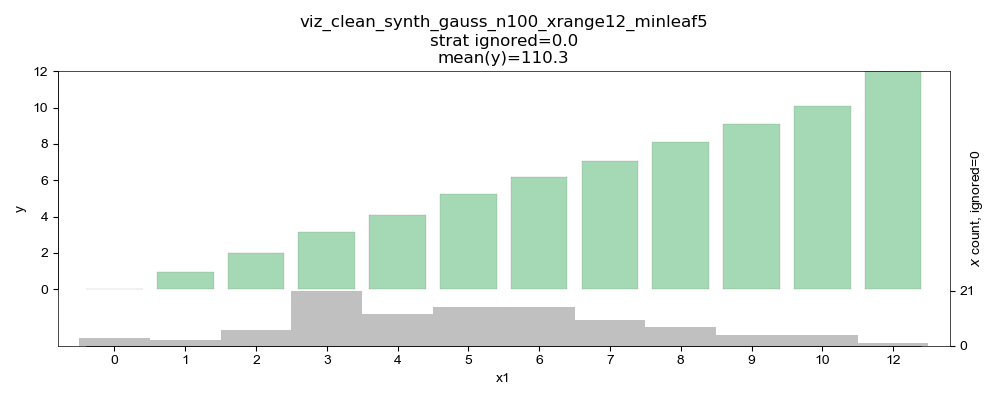 viz_clean_synth_gauss_n100_xrange12_minleaf5
strat ignored=0.0
mean(y)=110.3
12
10
8
6
4
2
0
y
x count, ignored=0
21
0
0 1 2 3 4 5 6 7 8 9 10 12
x1